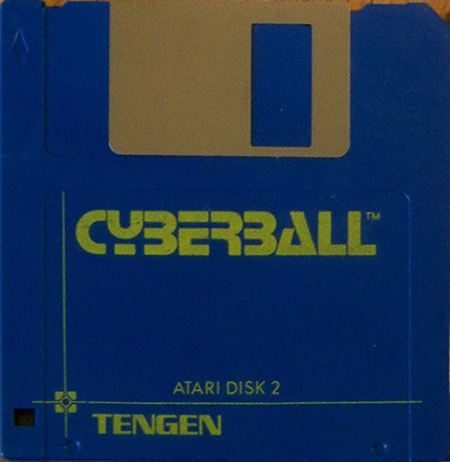 CYBERBALL™
ATARI DISK 2
TENGEN